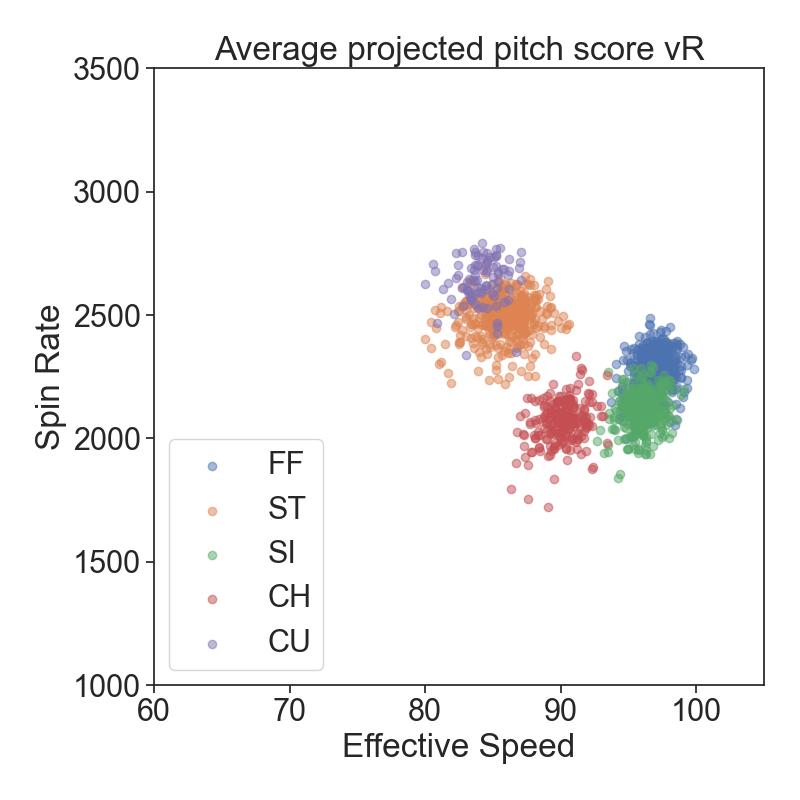 Average projected pitch score vR
3500
3000
2500
2000
1500
1000
Spin Rate
FF
ST
SI
CH
CU
60 70 80 90 100
Effective Speed